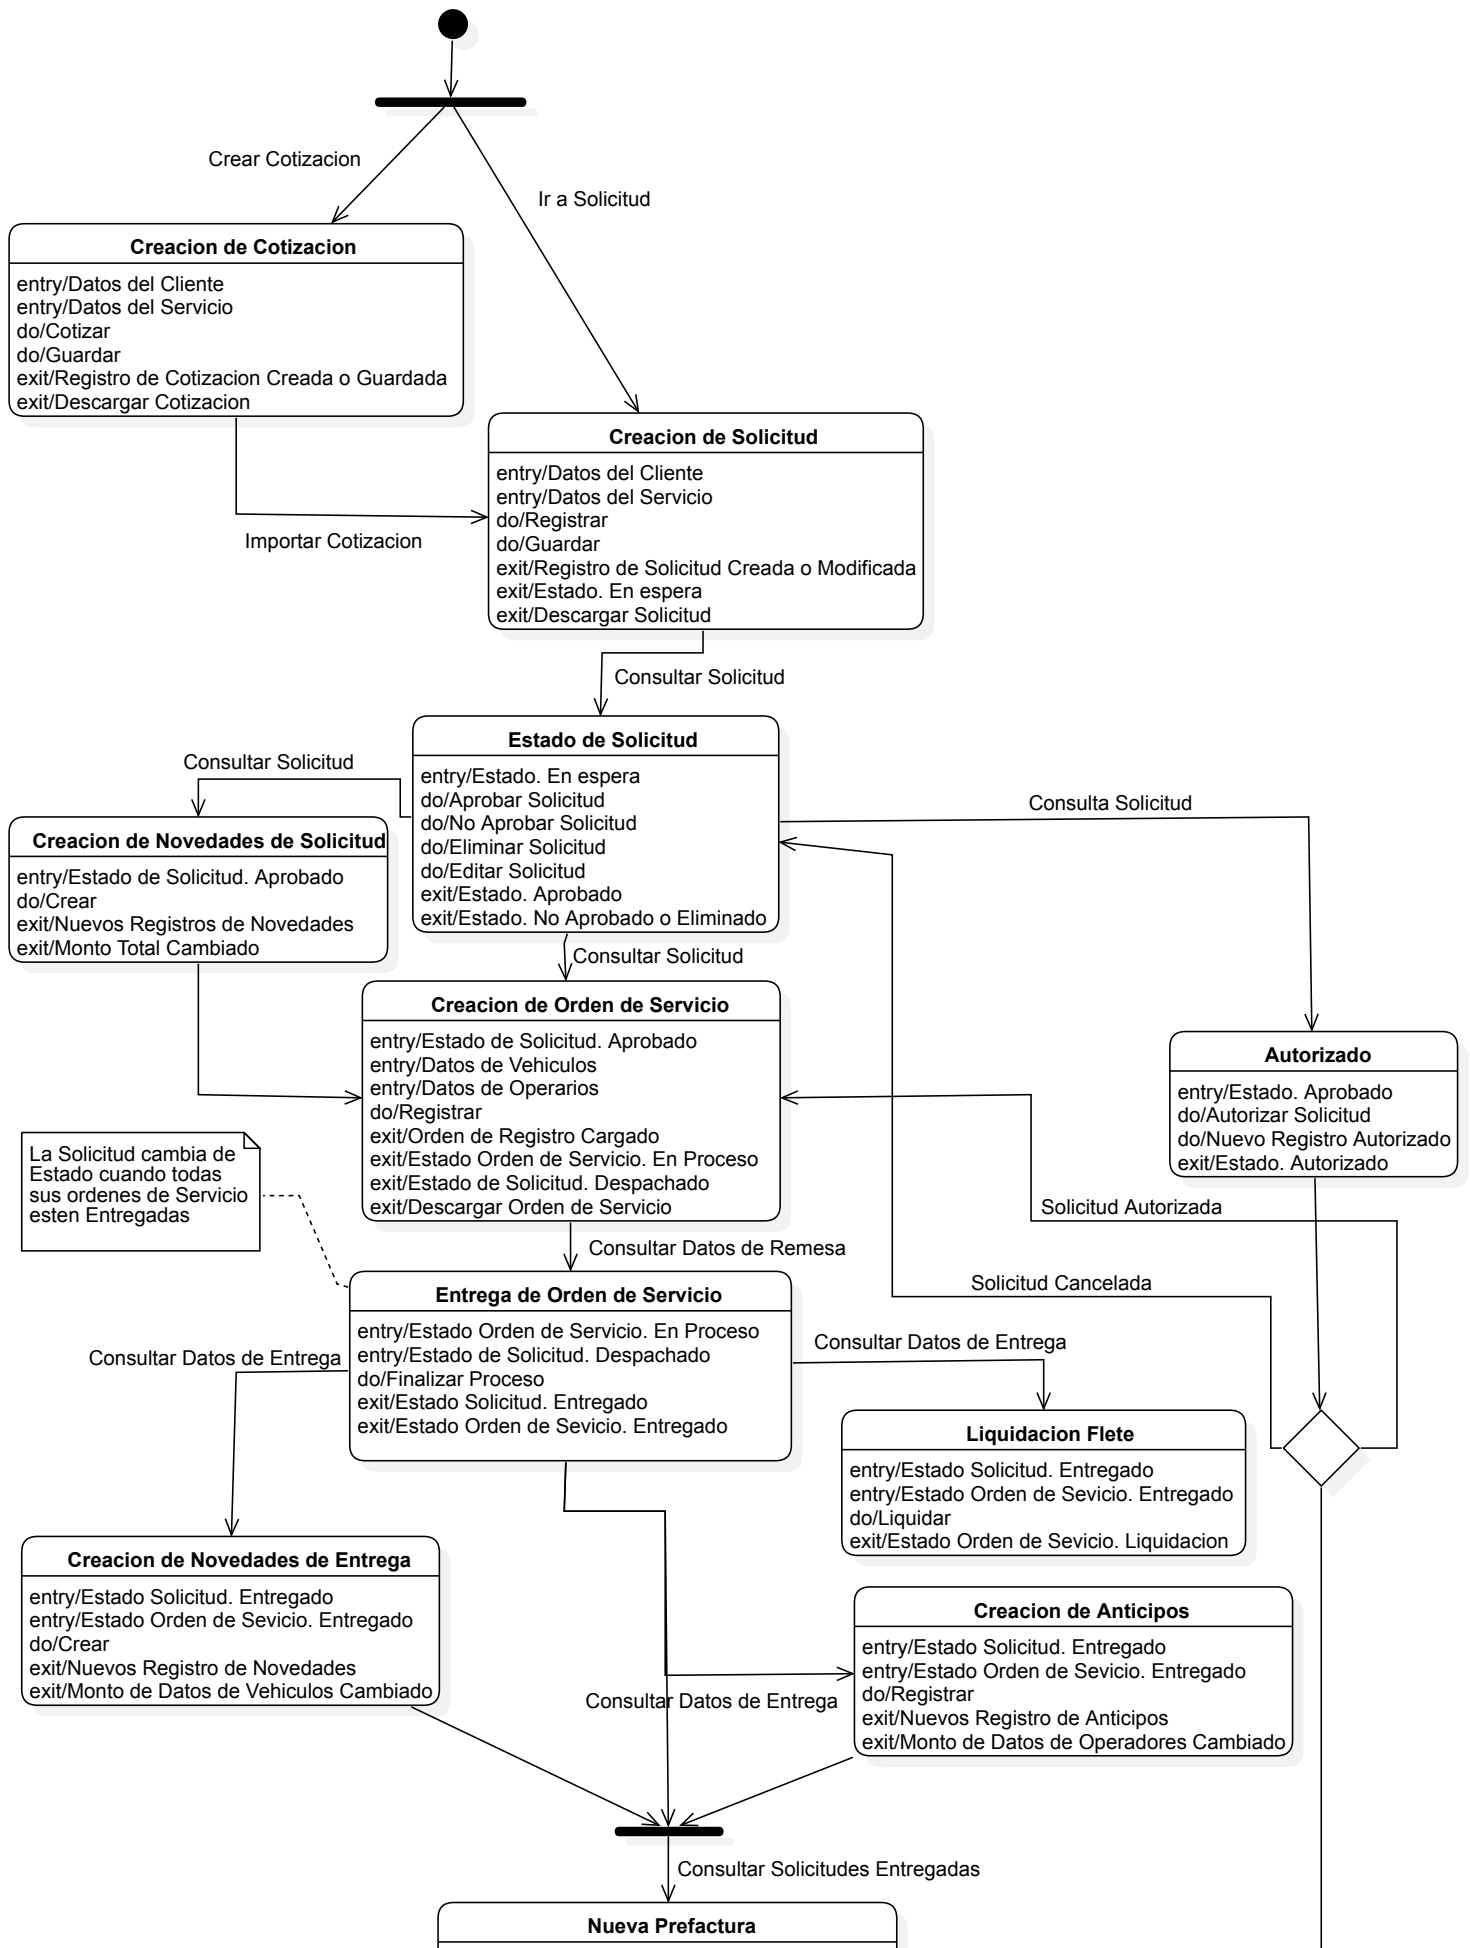 Crear Cotizacion
Ir a Solicitud
Creacion de Cotizacion
entry/Datos del Cliente
entry/Datos del Servicio
do/Cotizar
do/Guardar
exit/Registro de Cotizacion Creada o Guardada
exit/Descargar Cotizacion
Importar Cotizacion
Creacion de Solicitud
entry/Datos del Cliente
entry/Datos del Servicio
do/Registrar
do/Guardar
exit/Registro de Solicitud Creada o Modificada
exit/Estado. En espera
exit/Descargar Solicitud
Consultar Solicitud
Estado de Solicitud
entry/Estado. En espera
do/Aprobar Solicitud
do/No Aprobar Solicitud
do/Eliminar Solicitud
do/Editar Solicitud
exit/Estado. Aprobado
exit/Estado. No Aprobado o Eliminado
Consultar Solicitud
Consulta Solicitud
Creacion de Novedades de Solicitud
entry/Estado de Solicitud. Aprobado
do/Crear
exit/Nuevos Registros de Novedades
exit/Monto Total Cambiado
Consultar Solicitud
Creacion de Orden de Servicio
entry/Estado de Solicitud. Aprobado
entry/Datos de Vehiculos
entry/Datos de Operarios
do/Registrar
exit/Orden de Registro Cargado
exit/Estado Orden de Servicio. En Proceso
exit/Estado de Solicitud. Despachado
exit/Descargar Orden de Servicio
Autorizado
entry/Estado. Aprobado
do/Autorizar Solicitud
do/Nuevo Registro Autorizado
exit/Estado. Autorizado
La Solicitud cambia de
Estado cuando todas
sus ordenes de Servicio
esten Entregadas
Solicitud Autorizada
Consultar Datos de Remesa
Solicitud Cancelada
Entrega de Orden de Servicio
entry/Estado Orden de Servicio. En Proceso
entry/Estado de Solicitud. Despachado
do/Finalizar Proceso
exit/Estado Solicitud. Entregado
exit/Estado Orden de Sevicio. Entregado
Consultar Datos de Entrega
Consultar Datos de Entrega
Liquidacion Flete
entry/Estado Solicitud. Entregado
entry/Estado Orden de Sevicio. Entregado
do/Liquidar
exit/Estado Orden de Sevicio. Liquidacion
Creacion de Novedades de Entrega
entry/Estado Solicitud. Entregado
entry/Estado Orden de Sevicio. Entregado
do/Crear
exit/Nuevos Registro de Novedades
exit/Monto de Datos de Vehiculos Cambiado
Creacion de Anticipos
entry/Estado Solicitud. Entregado
entry/Estado Orden de Sevicio. Entregado
do/Registrar
exit/Nuevos Registro de Anticipos
exit/Monto de Datos de Operadores Cambiado
Consultar Datos de Entrega
Consultar Solicitudes Entregadas
Nueva Prefactura